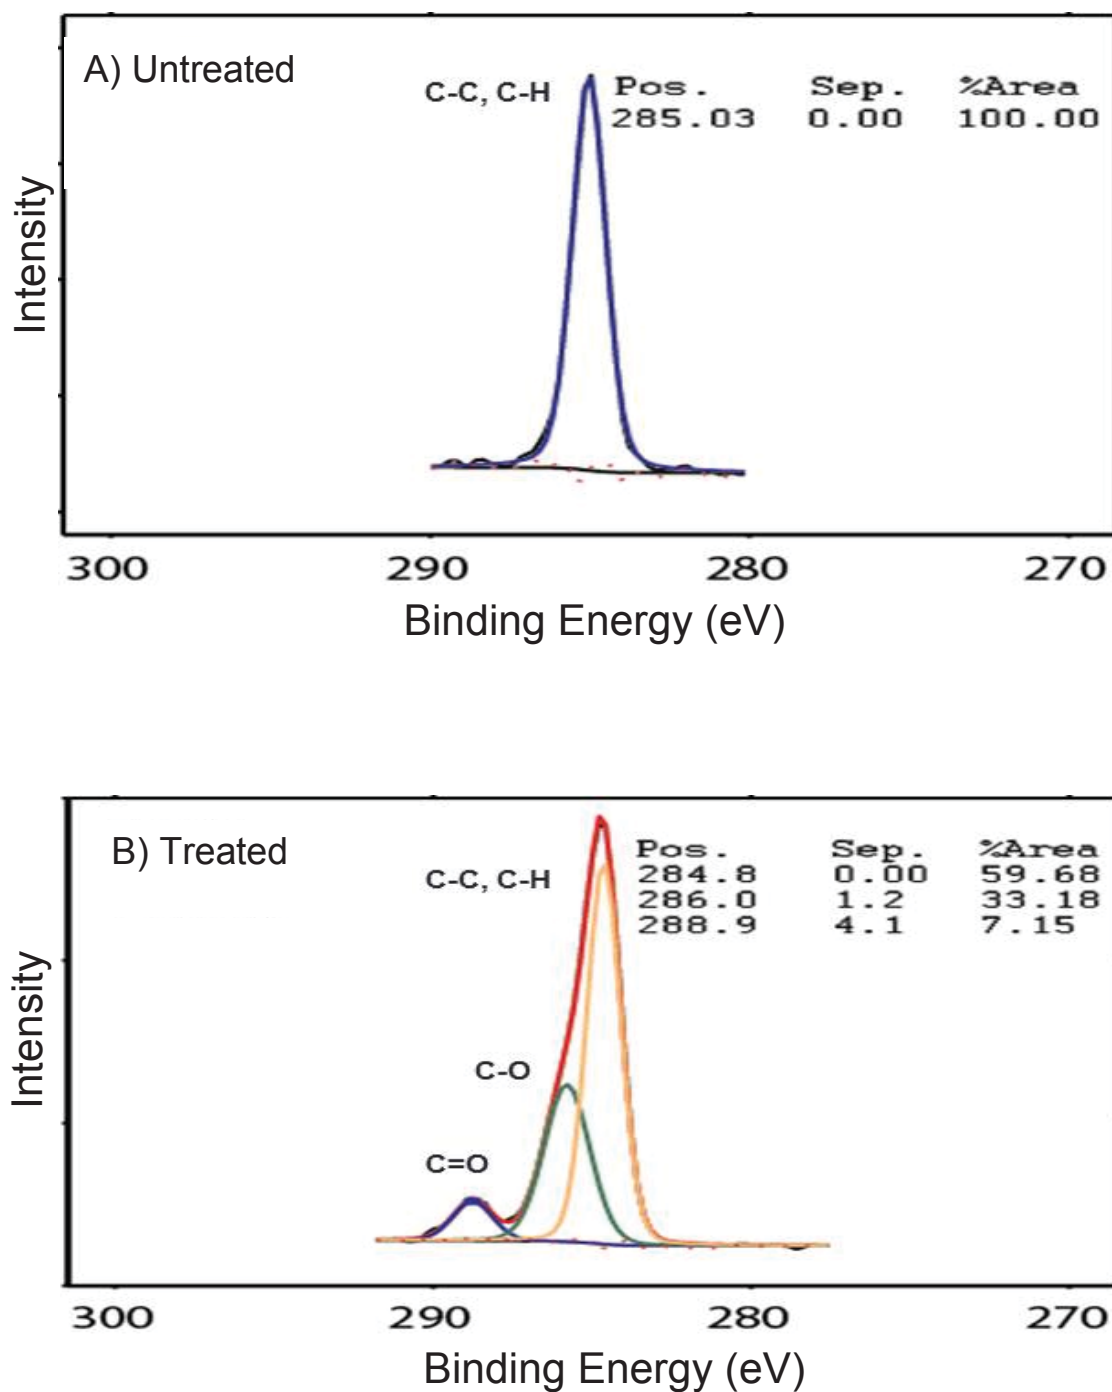 A) Untreated
C-C, C-H
Pos. Sep. %Area
285.03 0.00 100.00
Intensity
300 290 280 270
Binding Energy (eV)
B) Treated
C-C, C-H
Pos. Sep. %Area
284.8 0.00 59.68
286.0 1.2 33.18
288.9 4.1 7.15
C-O
C=O
Intensity
300 290 280 270
Binding Energy (eV)